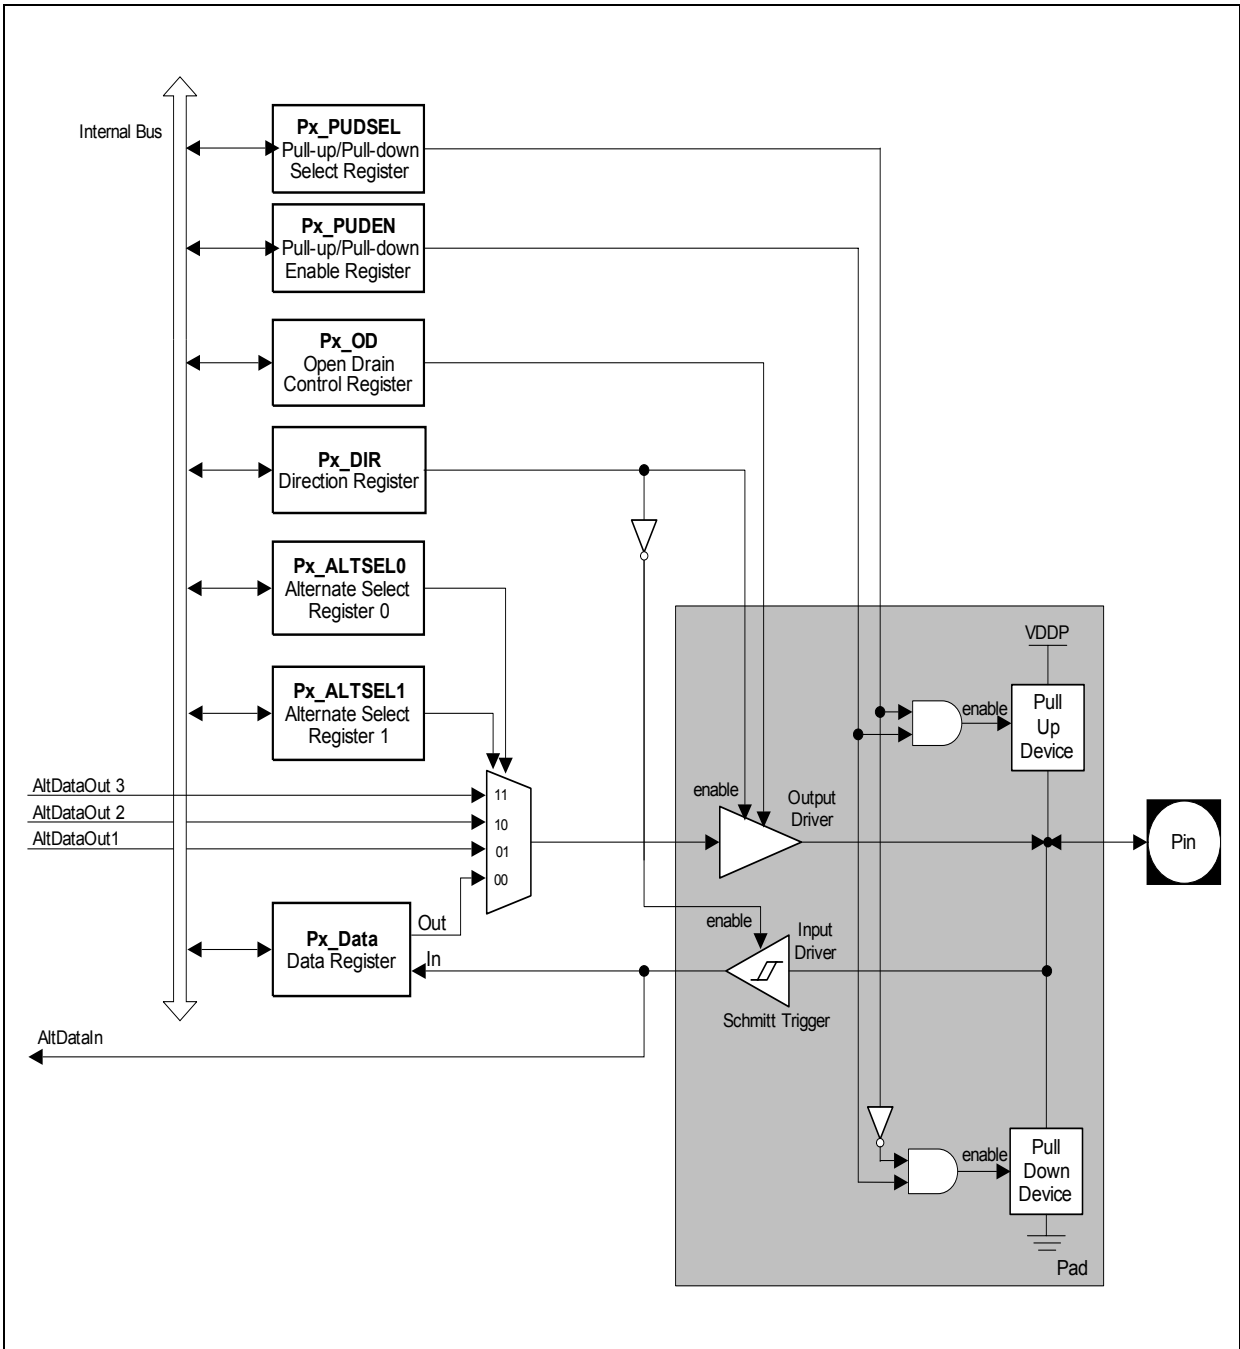 Internal Bus
Px_PUDSEL
Pull-up/Pull-down
Select Register
Px_PUDEN
Pull-up/Pull-down
Enable Register
Px_OD
Open Drain
Control Register
Px_DIR
Direction Register
Px_ALTSEL0
Alternate Select
Register 0
Px_ALTSEL1
Alternate Select
Register 1
AltDataOut 3
AltDataOut 2
AltDataOut1
11
10
01
00
Px_Data
Data Register
Out
In
AltDataIn
enable
Output
Driver
enable
Input
Driver
Schmitt Trigger
VDDP
enable
Pull
Up
Device
Pin
enable
Pull
Down
Device
Pad